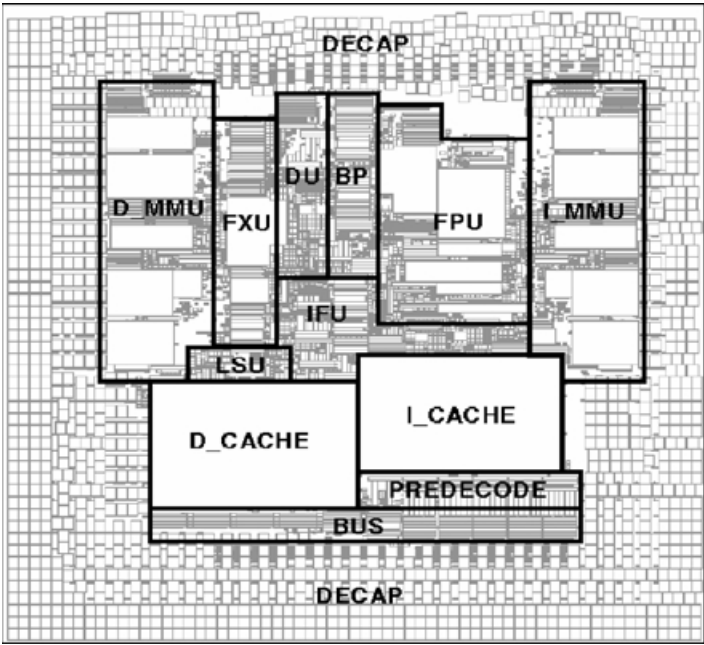 DECAP
DU
BP
D_MMU
FXU
FPU
I_MMU
IFU
LSU
I_CACHE
D_CACHE
PREDECODE
BUS
DECAP